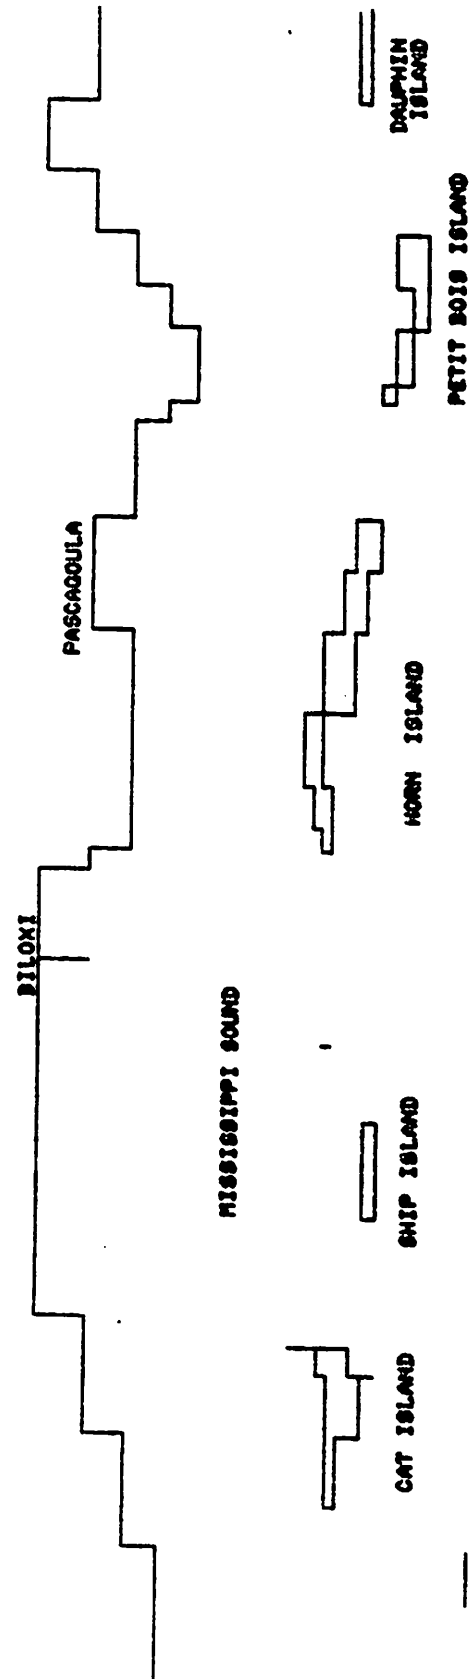 BILOXI
PASCAGOULA
MISSISSIPPI SOUND
CAT ISLAND
SHIP ISLAND
HORN ISLAND
PETIT BOIS ISLAND
DAUPHIN
ISLAND